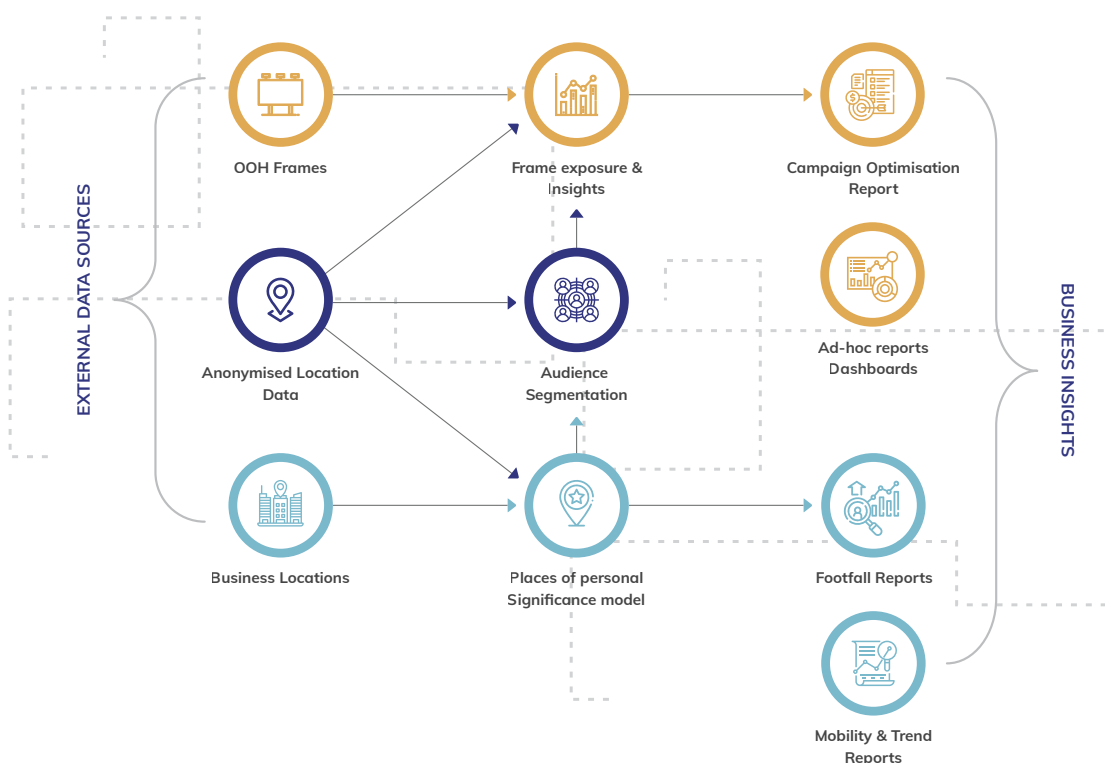 EXTERNAL DATA SOURCES
OOH Frames
Frame exposure &
Insights
Campaign Optimisation
Report
Anonymised Location
Data
Audience
Segmentation
Ad-hoc reports
Dashboards
Business Locations
Places of personal
Significance model
Footfall Reports
Mobility & Trend
Reports
BUSINESS INSIGHTS